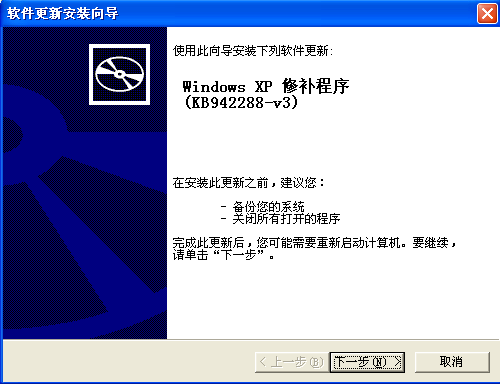 软件更新安装向导
使用此向导安装下列软件更新:
Windows XP 修补程序
(KB942288-v3)
在安装此更新之前，建议您：
- 备份您的系统
- 关闭所有打开的程序
完成此更新后，您可能需要重新启动计算机。要继续，
请单击“下一步”。
< 上一步(B) 下一步(N) > 取消